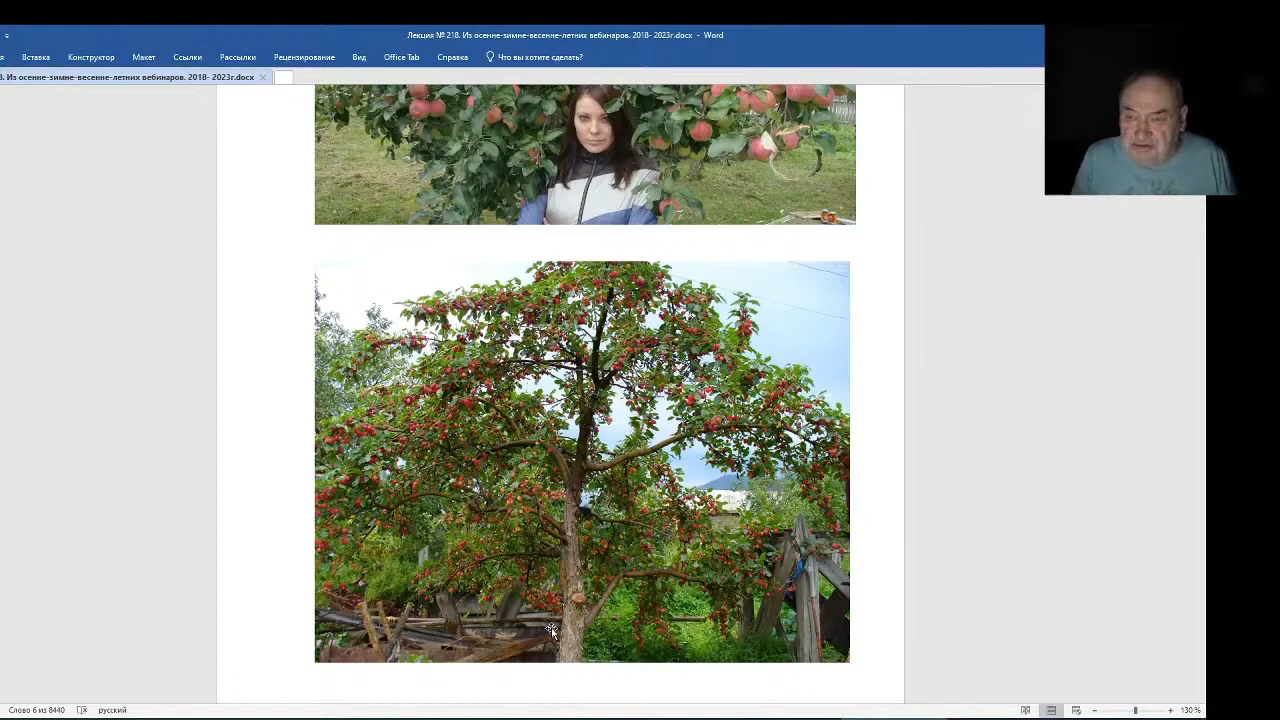 Лекция № 218. Из осенне-зимне-весенне-летних вебинаров. 2018- 2023г.docx - Word
Вставка Конструктор Макет Ссылки Рассылки Рецензирование Вид Office Tab Справка Что вы хотите сделать?
8. Из осенне-зимне-весенне-летних вебинаров. 2018- 2023г.docx
Слово 6 из 8440 русский 130 %